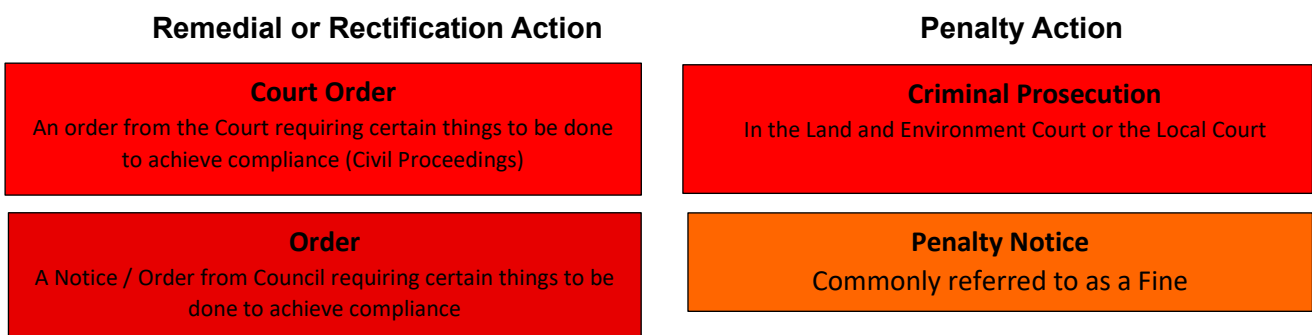 Remedial or Rectification Action
Penalty Action
Court Order
An order from the Court requiring certain things to be done
to achieve compliance (Civil Proceedings)
Criminal Prosecution
In the Land and Environment Court or the Local Court
Order
A Notice / Order from Council requiring certain things to be
done to achieve compliance
Penalty Notice
Commonly referred to as a Fine